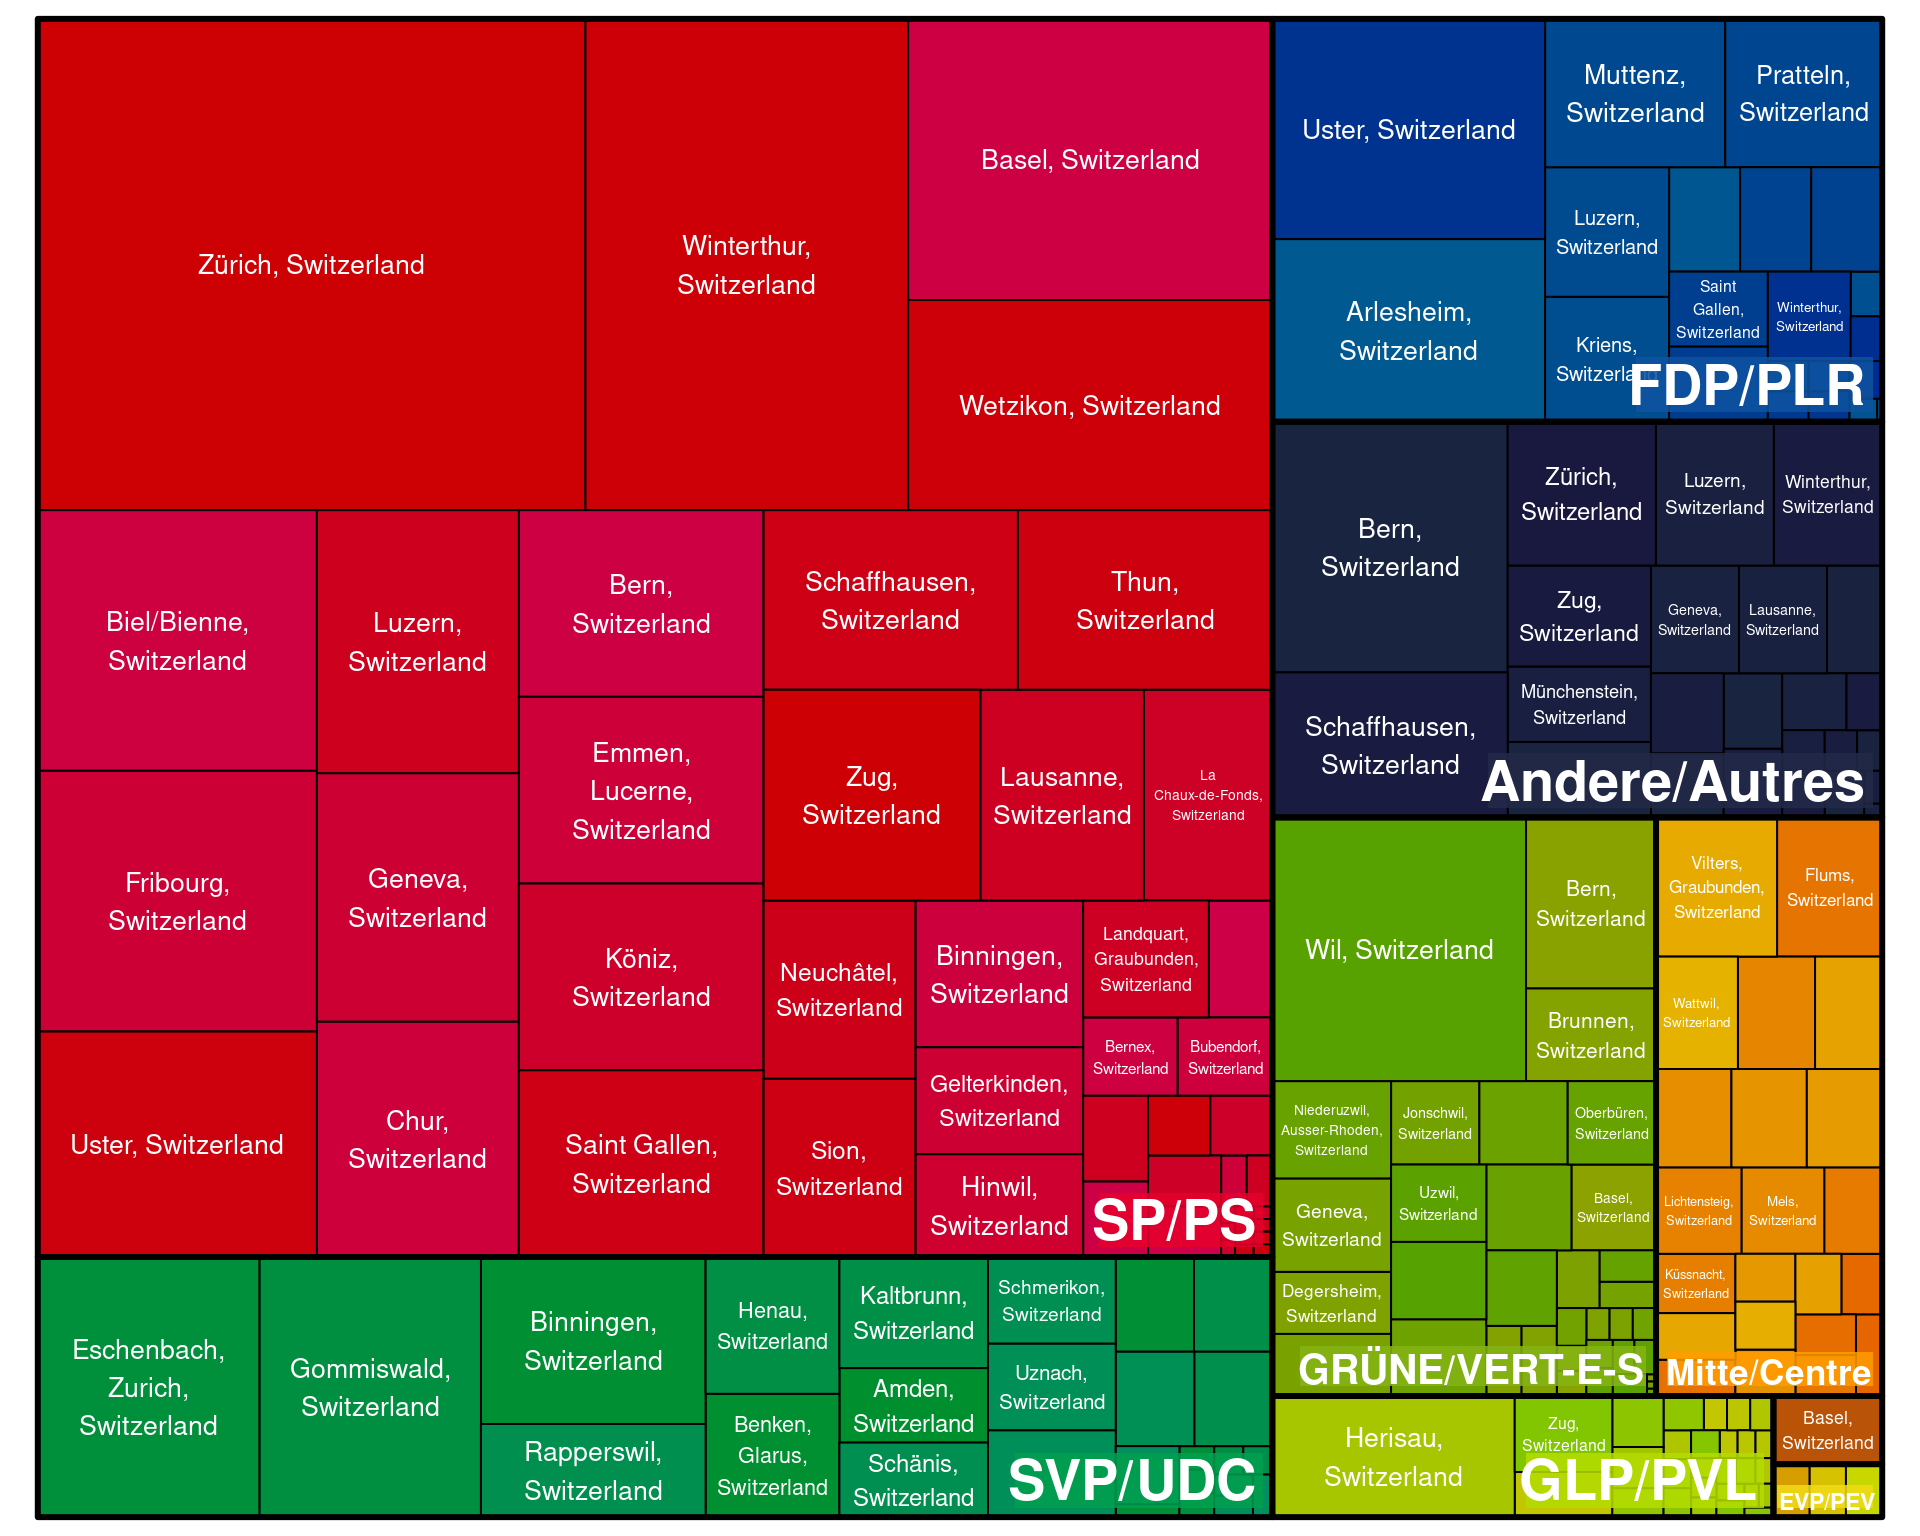 Zürich, Switzerland
Winterthur,
Switzerland
Basel, Switzerland
Wetzikon, Switzerland
Biel/Bienne,
Switzerland
Fribourg,
Switzerland
Uster, Switzerland
Luzern,
Switzerland
Geneva,
Switzerland
Chur,
Switzerland
Bern,
Switzerland
Emmen,
Lucerne,
Switzerland
Köniz,
Switzerland
Saint Gallen,
Switzerland
Schaffhausen,
Switzerland
Thun,
Switzerland
Zug,
Switzerland
Lausanne,
Switzerland
La
Chaux-de-Fonds,
Switzerland
Neuchâtel,
Switzerland
Sion,
Switzerland
Binningen,
Switzerland
Gelterkinden,
Switzerland
Hinwil,
Switzerland
Landquart,
Graubunden,
Switzerland
Bernex,
Switzerland
Bubendorf,
Switzerland
SP/PS
Eschenbach,
Zurich,
Switzerland
Gommiswald,
Switzerland
Binningen,
Switzerland
Rapperswil,
Switzerland
Henau,
Switzerland
Benken,
Glarus,
Switzerland
Kaltbrunn,
Switzerland
Amden,
Switzerland
Schänis,
Switzerland
Schmerikon,
Switzerland
Uznach,
Switzerland
SVP/UDC
Uster, Switzerland
Arlesheim,
Switzerland
Muttenz,
Switzerland
Pratteln,
Switzerland
Luzern,
Switzerland
Kriens,
Switzerland
Saint
Gallen,
Switzerland
Winterthur,
Switzerland
FDP/PLR
Bern,
Switzerland
Schaffhausen,
Switzerland
Zürich,
Switzerland
Luzern,
Switzerland
Winterthur,
Switzerland
Zug,
Switzerland
Geneva,
Switzerland
Lausanne,
Switzerland
Münchenstein,
Switzerland
Andere/Autres
Wil, Switzerland
Bern,
Switzerland
Brunnen,
Switzerland
Niederuzwil,
Ausser-Rhoden,
Switzerland
Jonschwil,
Switzerland
Oberbüren,
Switzerland
Geneva,
Switzerland
Uzwil,
Switzerland
Basel,
Switzerland
Degersheim,
Switzerland
GRÜNE/VERT-E-S
Vilters,
Graubunden,
Switzerland
Flums,
Switzerland
Wattwil,
Switzerland
Lichtensteig,
Switzerland
Mels,
Switzerland
Küssnacht,
Switzerland
Mitte/Centre
Herisau,
Switzerland
Zug,
Switzerland
GLP/PVL
Basel,
Switzerland
EVP/PEV